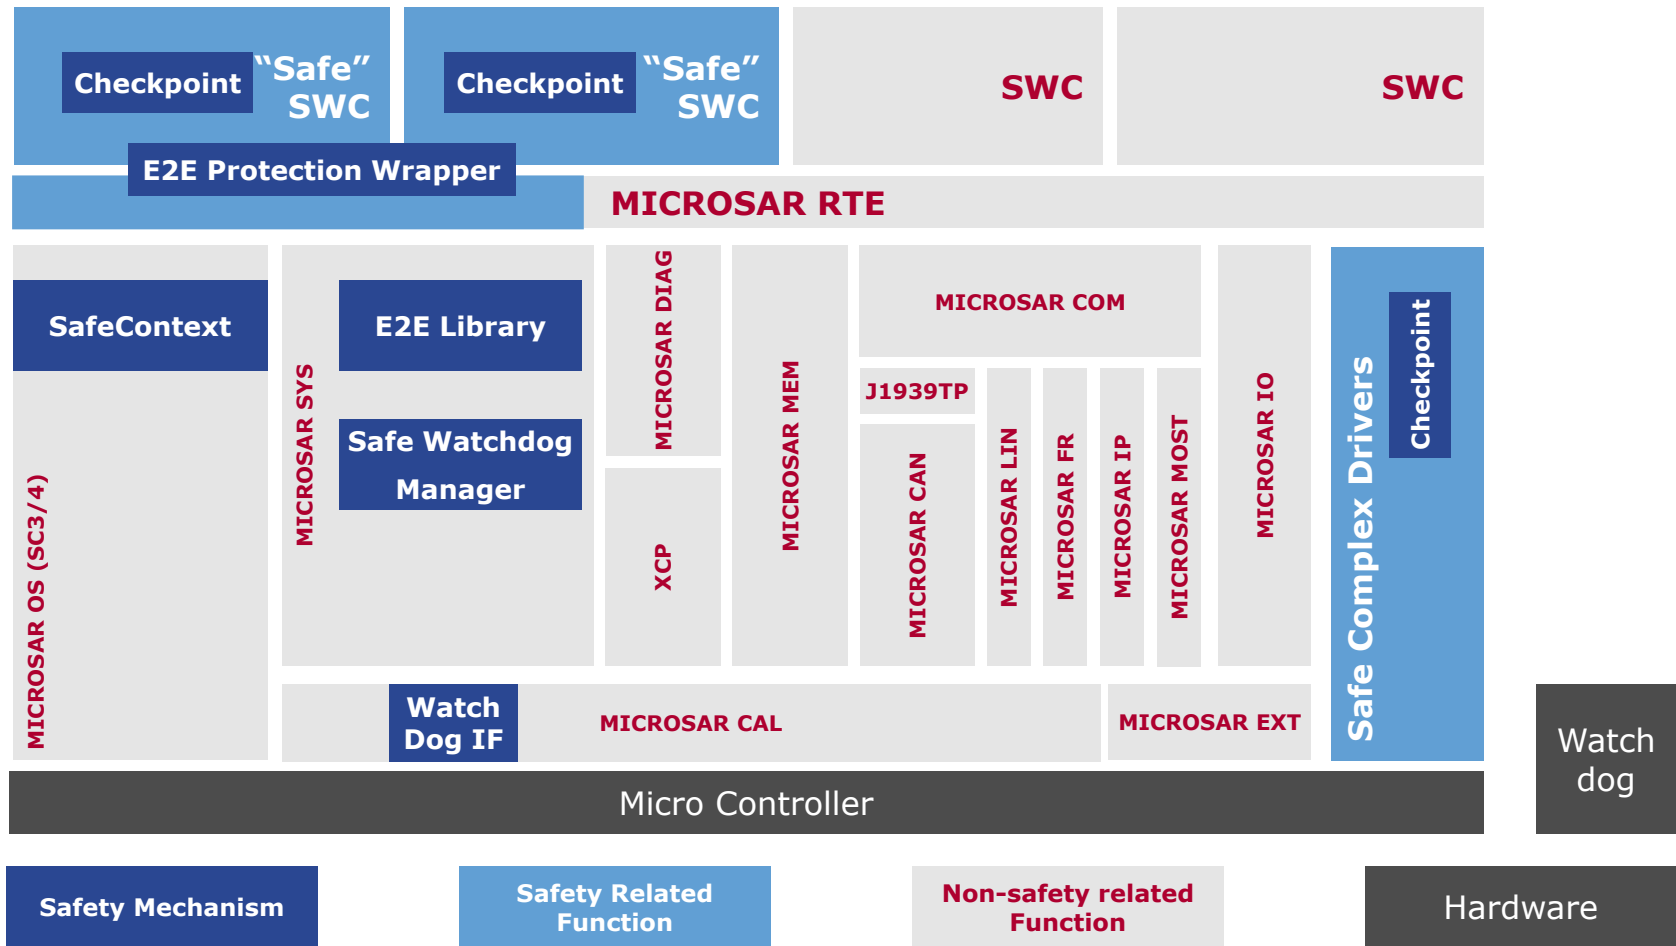 Checkpoint
“Safe”
SWC
Checkpoint
“Safe”
SWC
SWC
SWC
E2E Protection Wrapper
MICROSAR RTE
SafeContext
MICROSAR OS (SC3/4)
MICROSAR SYS
E2E Library
Safe Watchdog
Manager
MICROSAR DIAG
XCP
MICROSAR MEM
MICROSAR COM
J1939TP
MICROSAR CAN
MICROSAR LIN
MICROSAR FR
MICROSAR IP
MICROSAR MOST
MICROSAR IO
Safe Complex Drivers
Checkpoint
Watch
Dog IF
MICROSAR CAL
MICROSAR EXT
Micro Controller
Watch
dog
Safety Mechanism
Safety Related
Function
Non-safety related
Function
Hardware